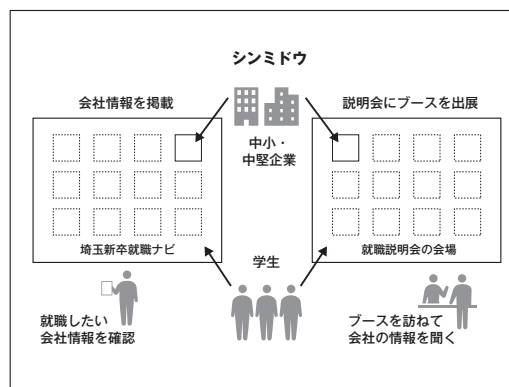 シンミドウ
会社情報を掲載
説明会にブースを出展
中小・
中堅企業
埼玉新卒就職ナビ
就職説明会の会場
学生
就職したい
会社情報を確認
ブースを訪ねて
会社の情報を聞く